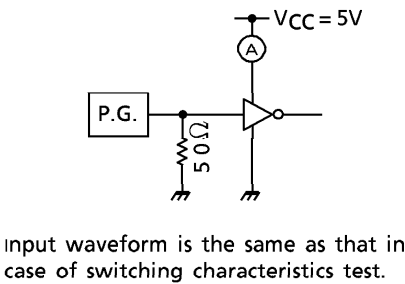 VCC = 5V
A
P.G.
50Ω
Input waveform is the same as that in
case of switching characteristics test.